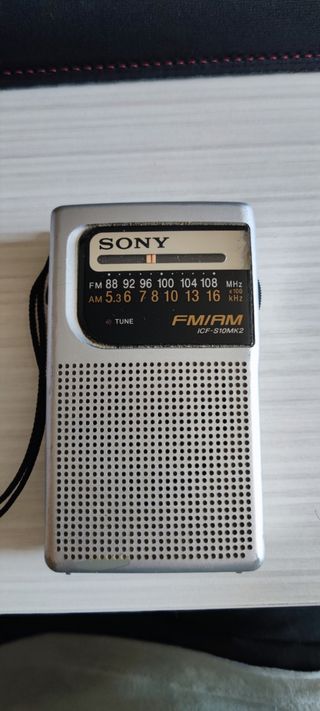 SONY
FM 88 92 96 100 104 108 MHz
AM 5.3 6 7 8 10 13 16 x100 kHz
TUNE
FM/AM
ICF-S10MK2